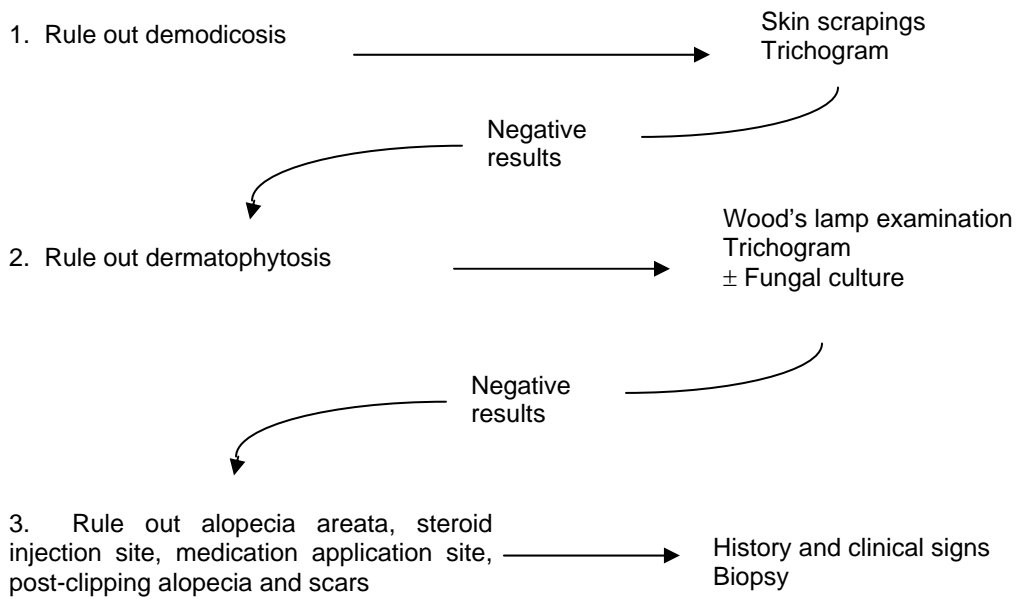 1. Rule out demodicosis
Skin scrapings
Trichogram
Negative
results
2. Rule out dermatophytosis
Wood's lamp examination
Trichogram
± Fungal culture
Negative
results
3. Rule out alopecia areata, steroid
injection site, medication application site,
post-clipping alopecia and scars
History and clinical signs
Biopsy